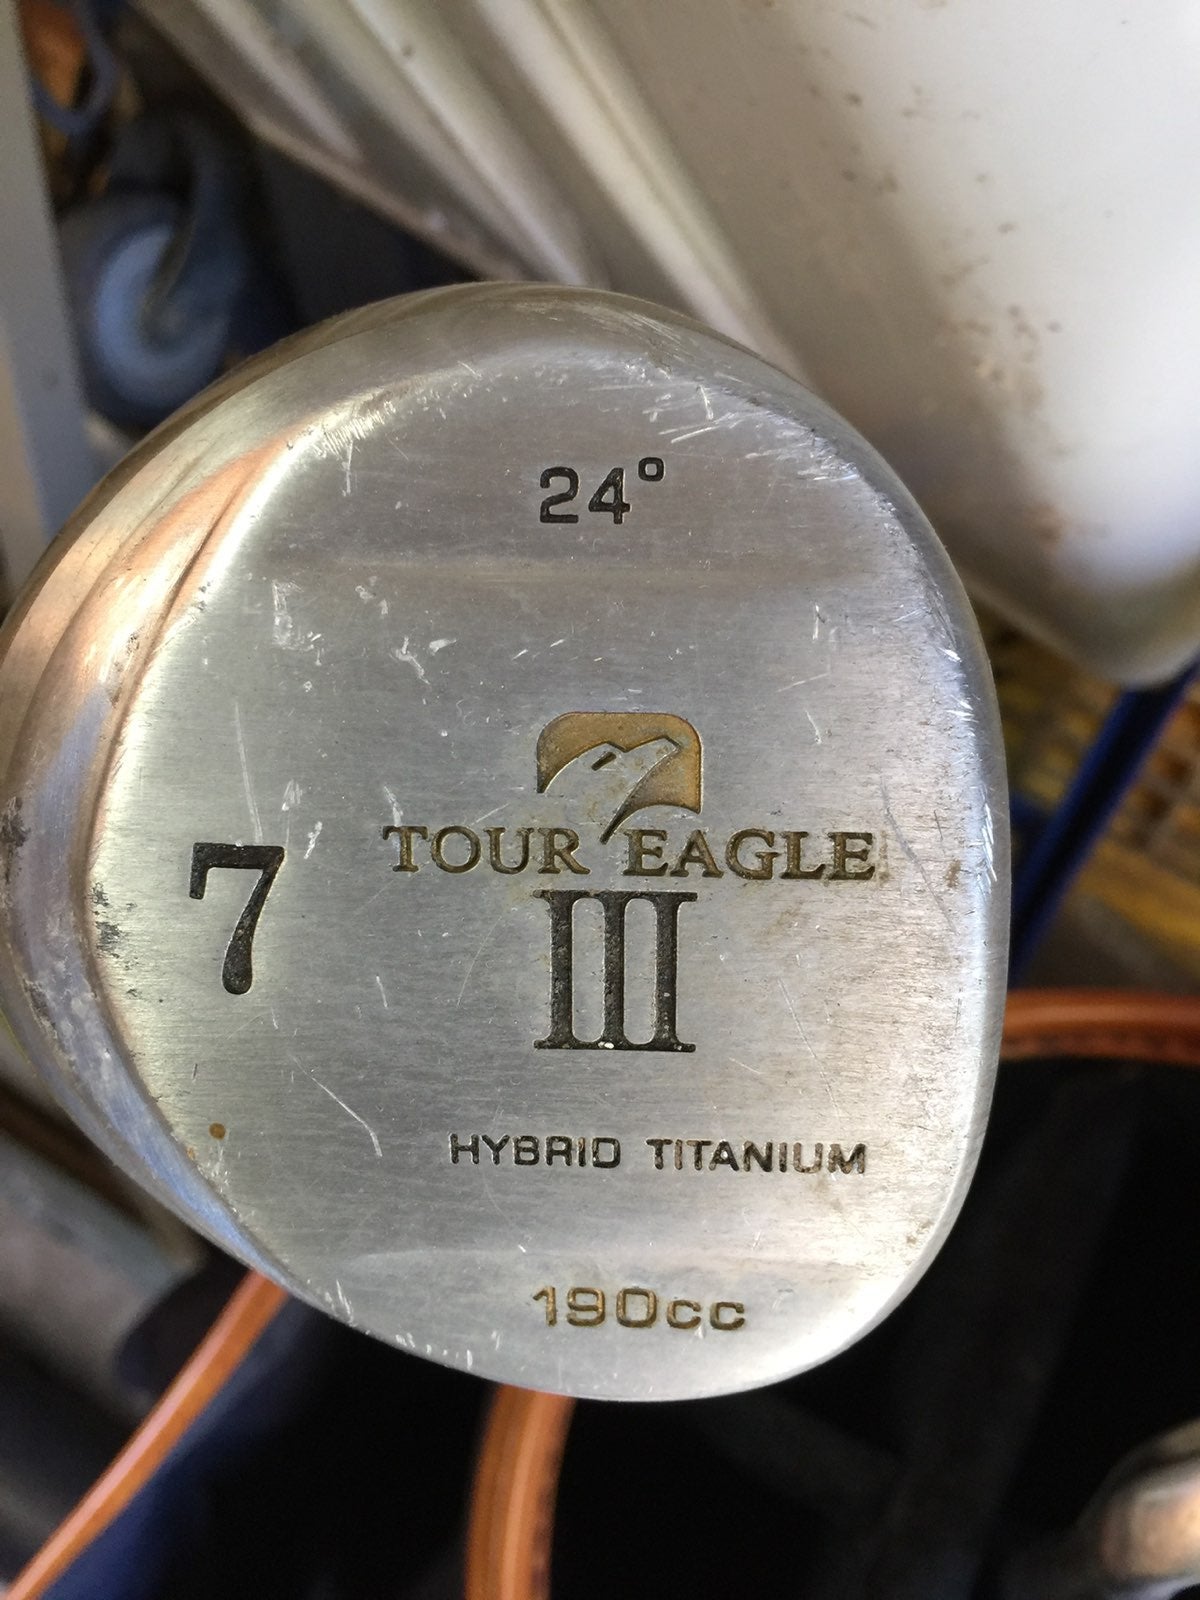 24°
7
TOUR EAGLE
III
HYBRID TITANIUM
190cc